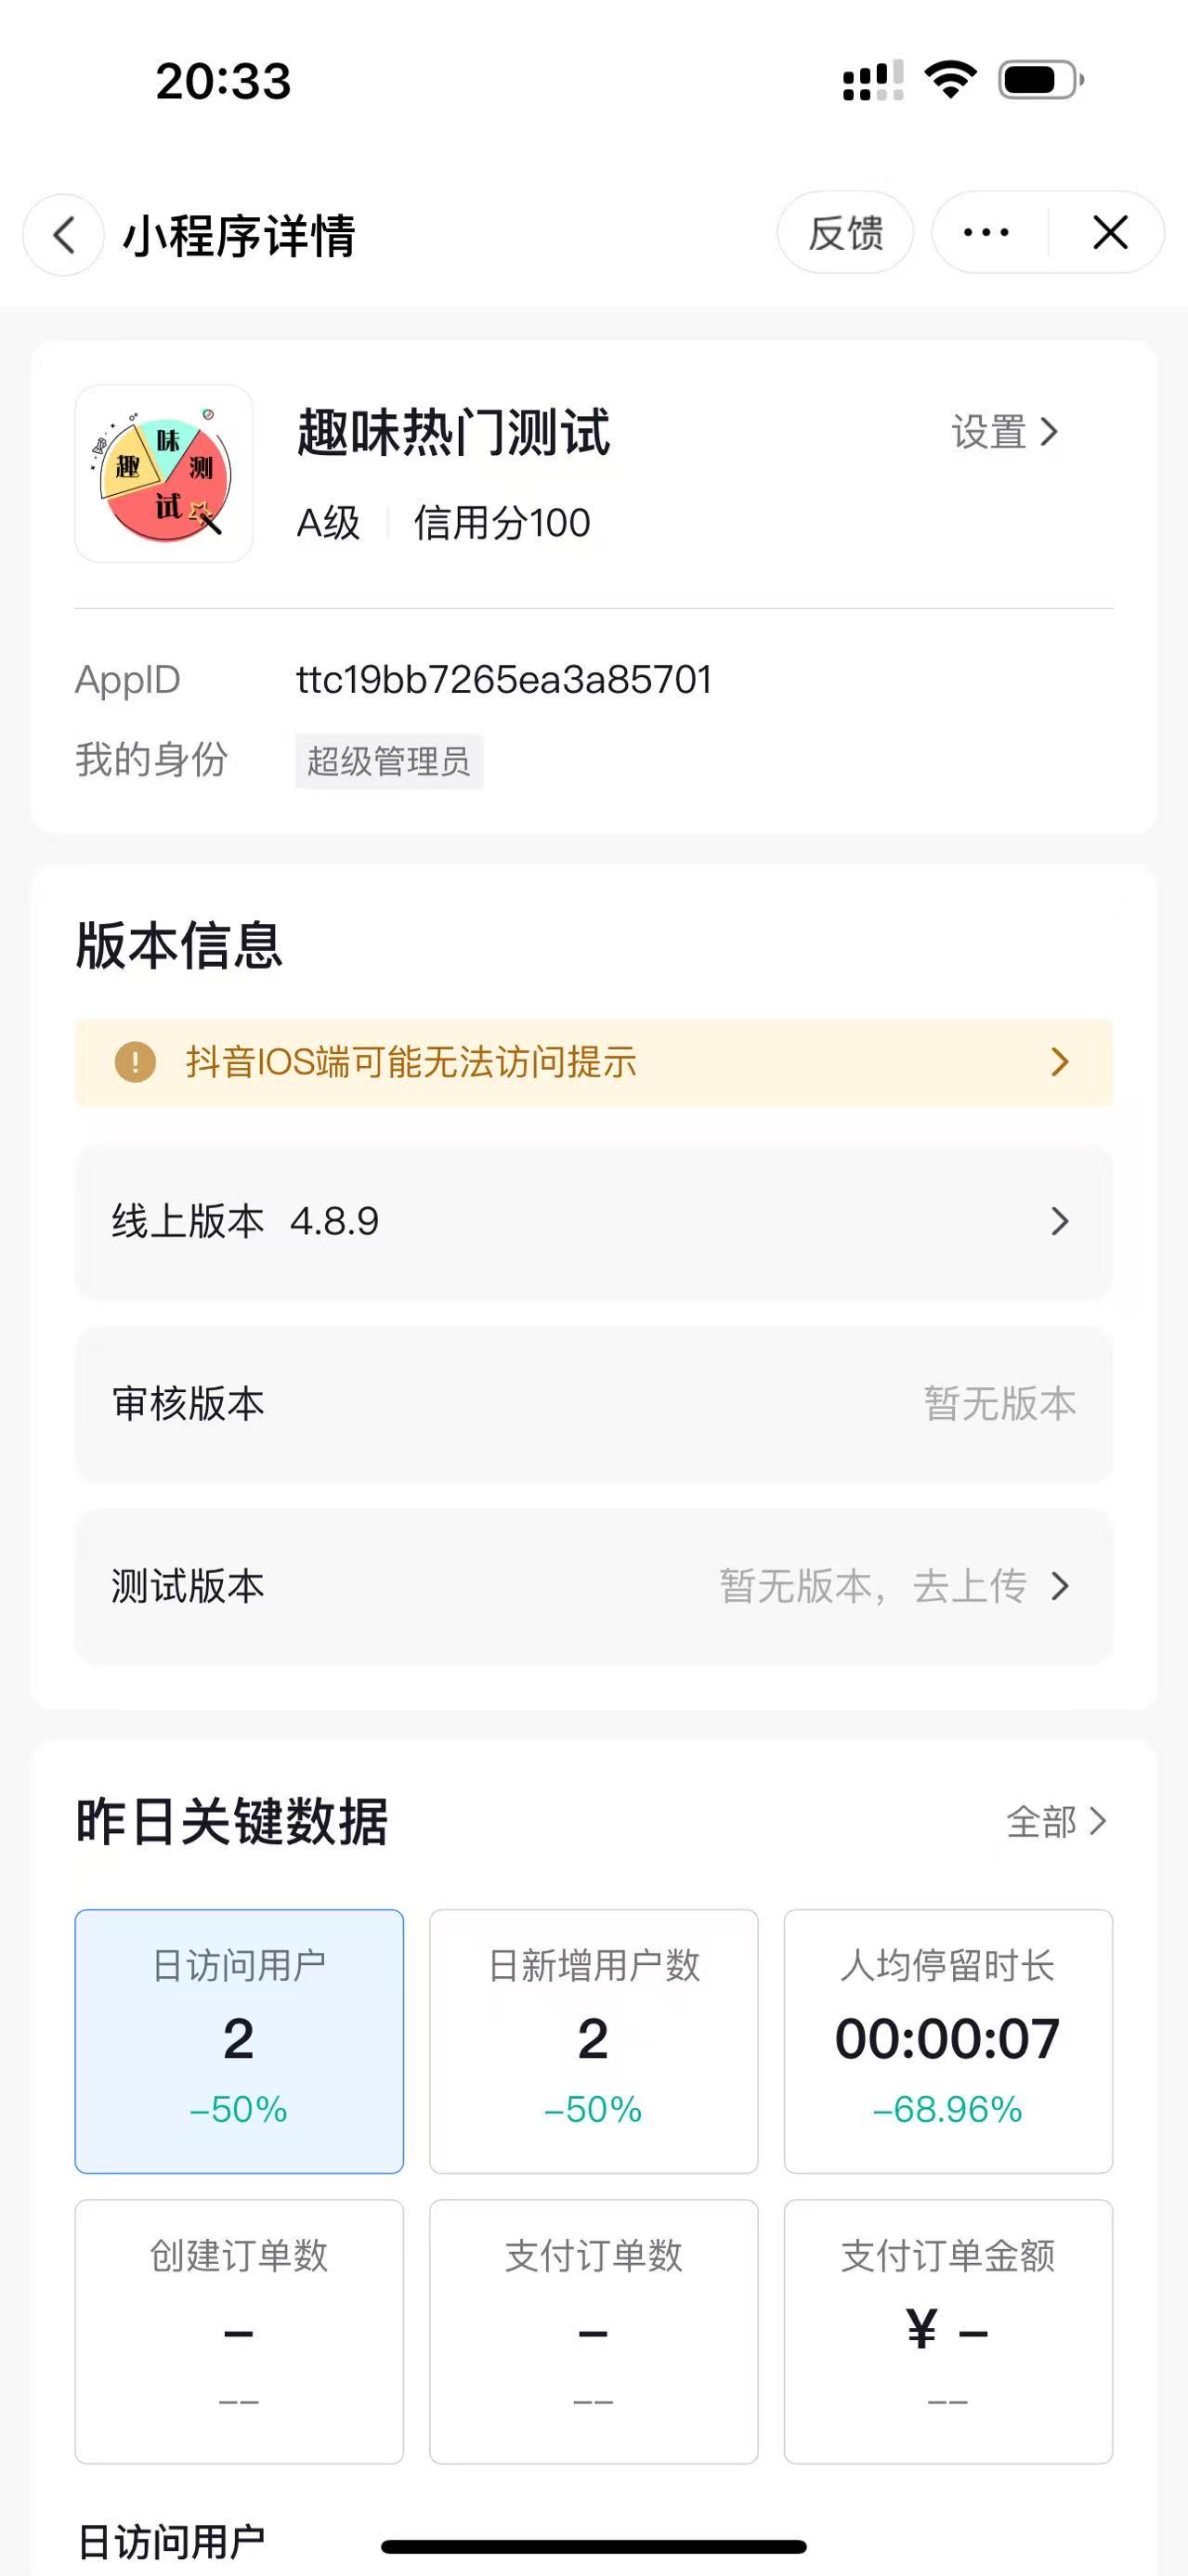 20:33
小程序详情
反馈
趣味测试
趣味热门测试
设置
A级
信用分100
AppID
ttc19bb7265ea3a85701
我的身份
超级管理员
版本信息
抖音IOS端可能无法访问提示
线上版本 4.8.9
审核版本
暂无版本
测试版本
暂无版本，去上传
昨日关键数据
全部
日访问用户
2
-50%
日新增用户数
2
-50%
人均停留时长
00:00:07
-68.96%
创建订单数
–
--
支付订单数
–
--
支付订单金额
¥ –
--
日访问用户